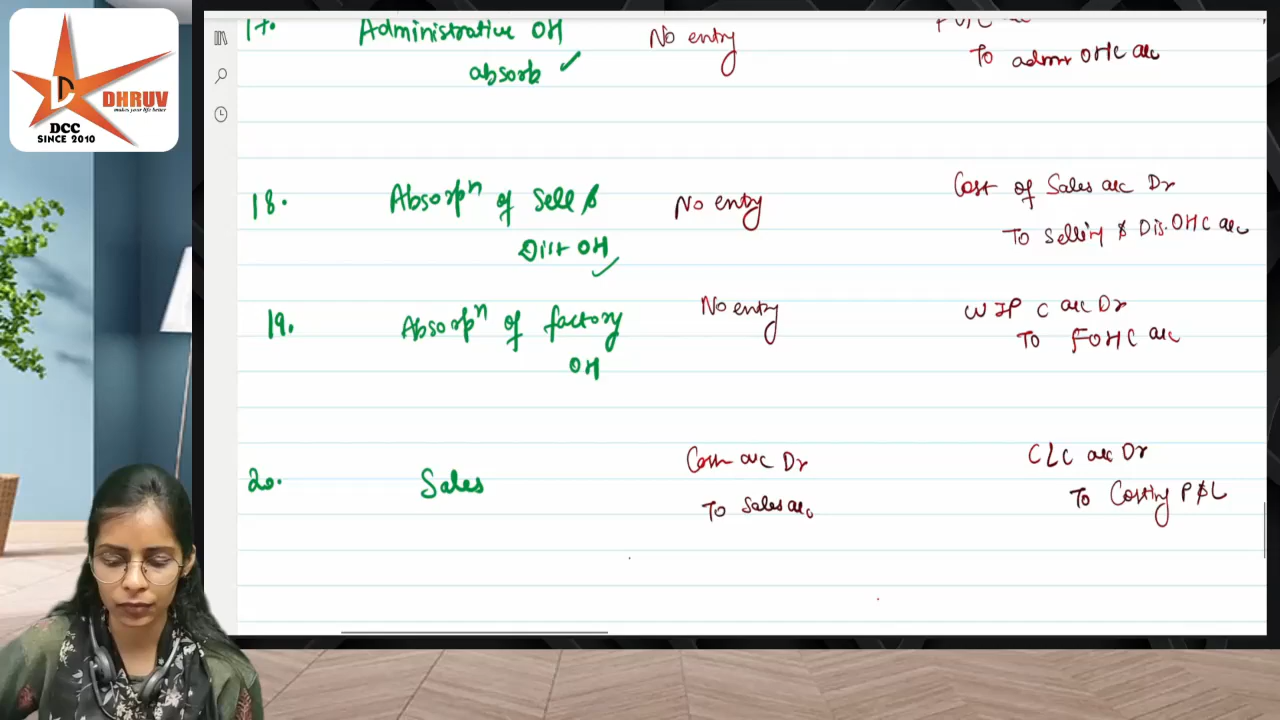 DHRUV
makes your life better
DCC
SINCE 2010
17. Administrative OH No entry
absorb To admn OHC a/c
18. Absorpⁿ of Sell & No entry Cost of Sales a/c Dr
Dist OH To Selling & Dis. OHC a/c
19. Absorpⁿ of factory No entry WIP C a/c Dr
OH To FOHC a/c
20. Sales Cash a/c Dr CLC a/c Dr
To Sales a/c To Costing P&L